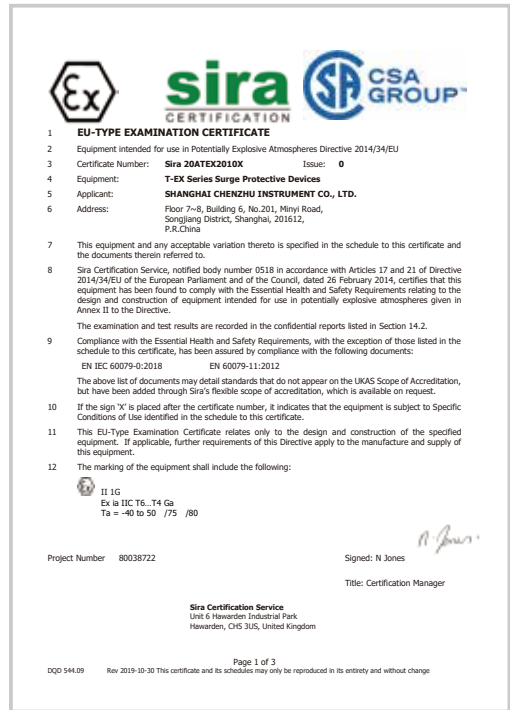 Ex
sira
CERTIFICATION
CSA
GROUP™
1 EU-TYPE EXAMINATION CERTIFICATE
2 Equipment intended for use in Potentially Explosive Atmospheres Directive 2014/34/EU
3 Certificate Number: Sira 20ATEX2010X Issue: 0
4 Equipment: T-EX Series Surge Protective Devices
5 Applicant: SHANGHAI CHENZHU INSTRUMENT CO., LTD.
6 Address: Floor 7~8, Building 6, No.201, Minyi Road,
Songjiang District, Shanghai, 201612,
P.R.China
7 This equipment and any acceptable variation thereto is specified in the schedule to this certificate and
the documents therein referred to.
8 Sira Certification Service, notified body number 0518 in accordance with Articles 17 and 21 of Directive
2014/34/EU of the European Parliament and of the Council, dated 26 February 2014, certifies that this
equipment has been found to comply with the Essential Health and Safety Requirements relating to the
design and construction of equipment intended for use in potentially explosive atmospheres given in
Annex II to the Directive.
The examination and test results are recorded in the confidential reports listed in Section 14.2.
9 Compliance with the Essential Health and Safety Requirements, with the exception of those listed in the
schedule to this certificate, has been assured by compliance with the following documents:
EN IEC 60079-0:2018 EN 60079-11:2012
The above list of documents may detail standards that do not appear on the UKAS Scope of Accreditation,
but have been added through Sira's flexible scope of accreditation, which is available on request.
10 If the sign 'X' is placed after the certificate number, it indicates that the equipment is subject to Specific
Conditions of Use identified in the schedule to this certificate.
11 This EU-Type Examination Certificate relates only to the design and construction of the specified
equipment. If applicable, further requirements of this Directive apply to the manufacture and supply of
this equipment.
12 The marking of the equipment shall include the following:
Ex II 1G
Ex ia IIC T6...T4 Ga
Ta = -40 to 50 /75 /80
Project Number 80038722
Signed: N Jones
Title: Certification Manager
Sira Certification Service
Unit 6 Hawarden Industrial Park
Hawarden, CH5 3US, United Kingdom
Page 1 of 3
DQD 544.09 Rev 2019-10-30 This certificate and its schedules may only be reproduced in its entirety and without change